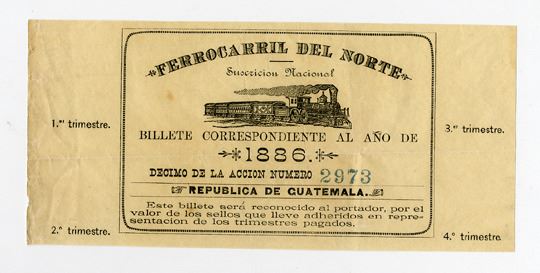 FERROCARRIL DEL NORTE
Suscricion Nacional
1.er trimestre.
3.er trimestre.
BILLETE CORRESPONDIENTE AL AÑO DE
1886.
DECIMO DE LA ACCION NUMERO 2973
REPUBLICA DE GUATEMALA.
Este billete será reconocido al portador, por el
valor de los sellos que lleve adheridos en repre-
sentacion de los trimestres pagados.
2.º trimestre.
4.º trimestre.